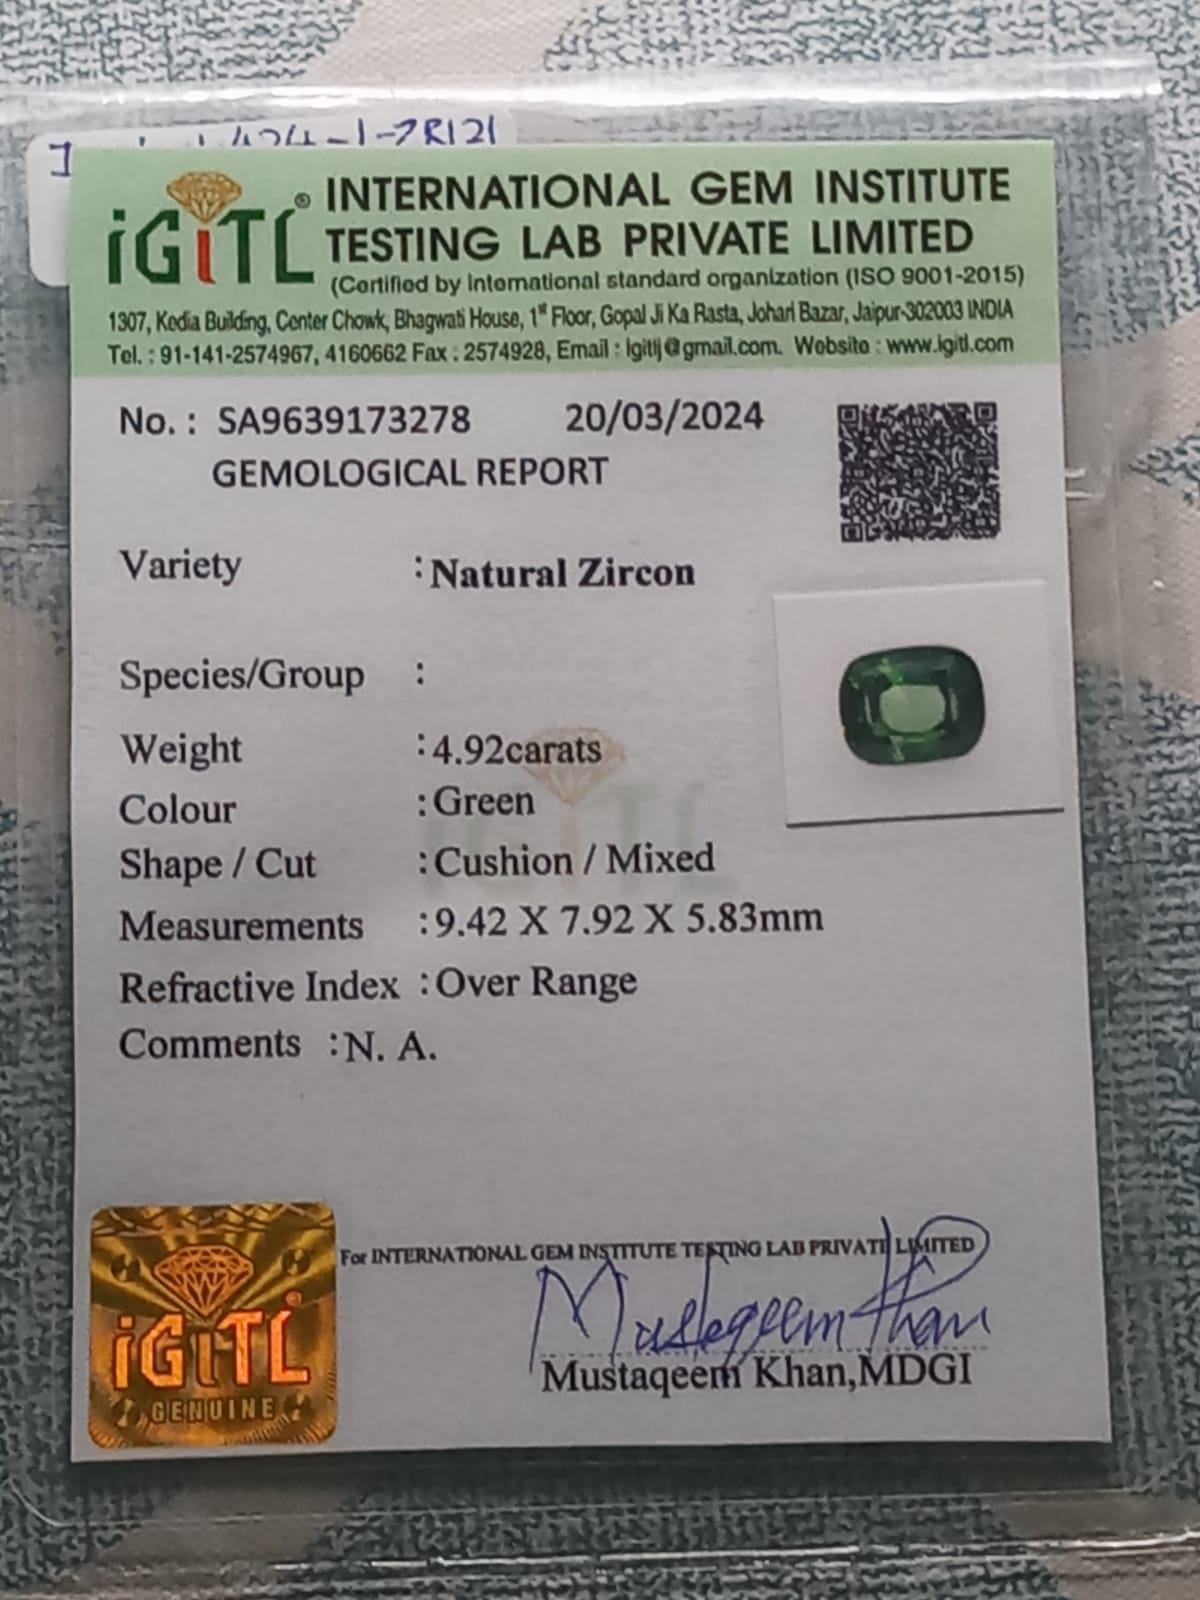 424-1-ZR121
iGiTL® INTERNATIONAL GEM INSTITUTE
TESTING LAB PRIVATE LIMITED
(Certified by international standard organization (ISO 9001-2015)
1307, Kedia Building, Center Chowk, Bhagwati House, 1st Floor, Gopal Ji Ka Rasta, Johari Bazar, Jaipur-302003 INDIA
Tel. : 91-141-2574967, 4160662 Fax : 2574928, Email : igitlj@gmail.com. Website : www.igitl.com
No. : SA9639173278 20/03/2024
GEMOLOGICAL REPORT
Variety : Natural Zircon
Species/Group :
Weight : 4.92carats
Colour : Green
Shape / Cut : Cushion / Mixed
Measurements : 9.42 X 7.92 X 5.83mm
Refractive Index : Over Range
Comments : N. A.
iGiTL®
GENUINE
For INTERNATIONAL GEM INSTITUTE TESTING LAB PRIVATE LIMITED
Mustaqeem Khan
Mustaqeem Khan,MDGI